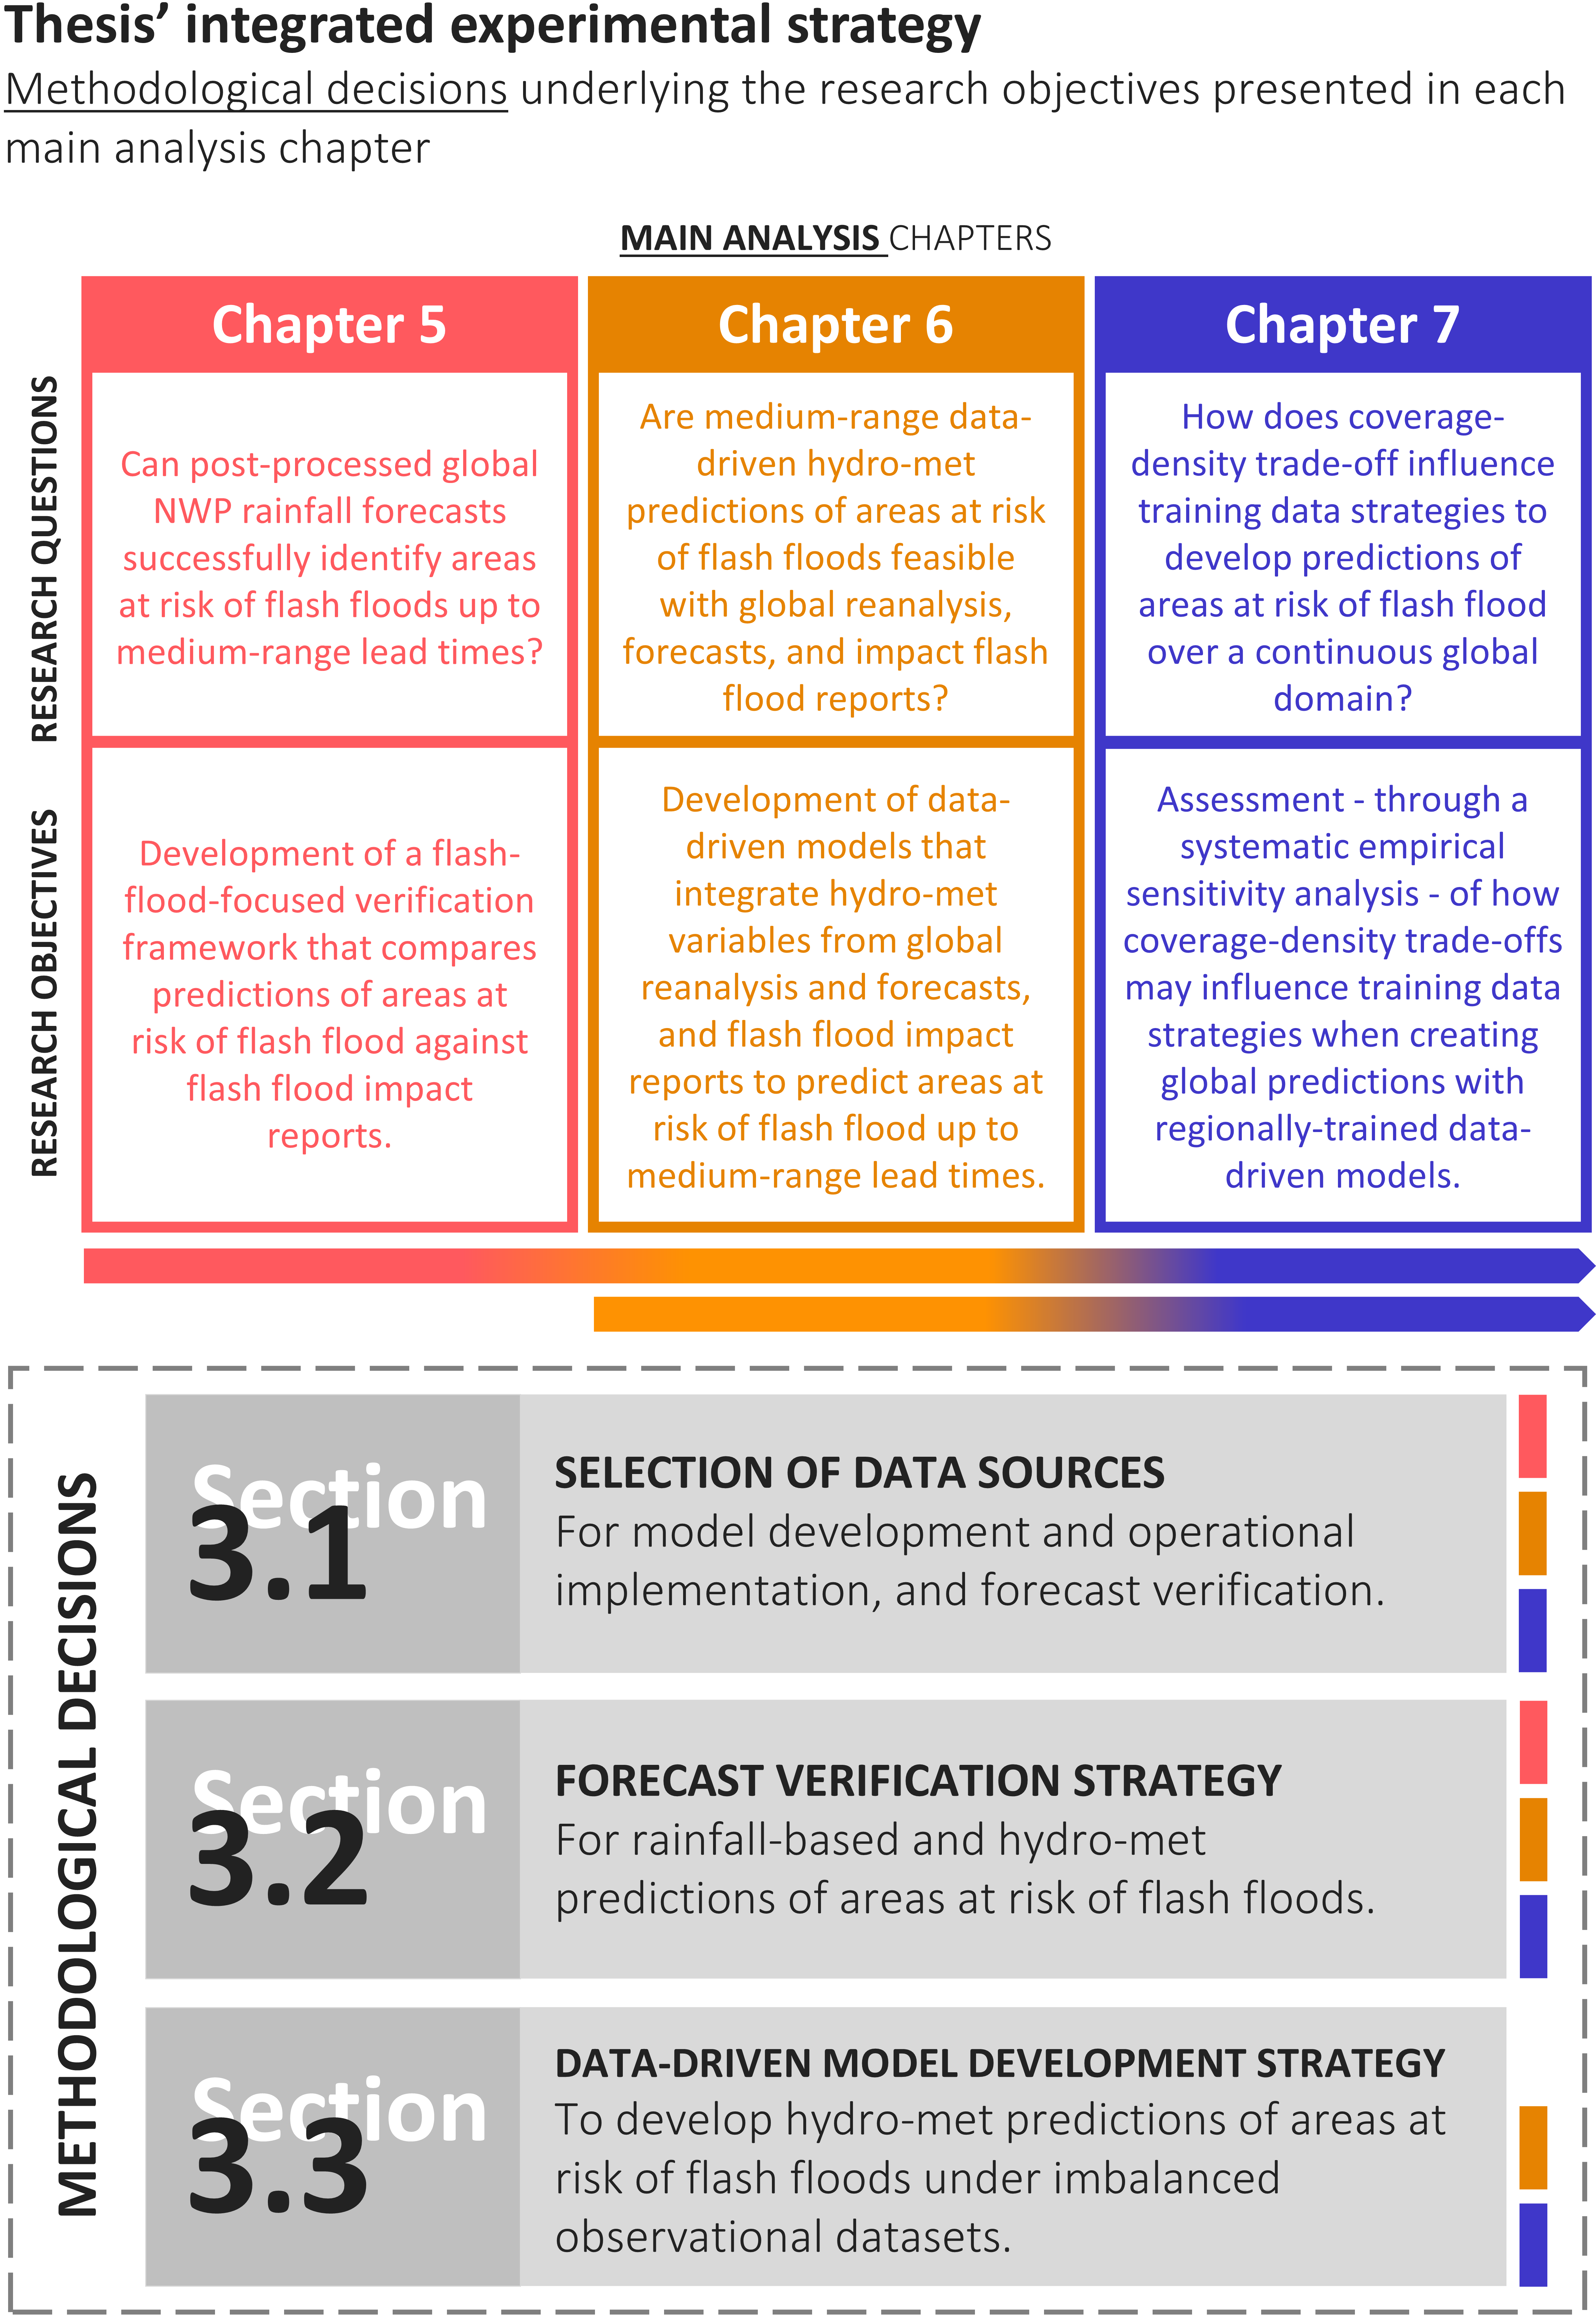 Thesis’ integrated experimental strategy
Methodological decisions underlying the research objectives presented in each
main analysis chapter
MAIN ANALYSIS CHAPTERS
RESEARCH QUESTIONS
Chapter 5
Can post-processed global
NWP rainfall forecasts
successfully identify areas
at risk of flash floods up to
medium-range lead times?
Chapter 6
Are medium-range data-
driven hydro-met
predictions of areas at risk
of flash floods feasible
with global reanalysis,
forecasts, and impact flash
flood reports?
Chapter 7
How does coverage-
density trade-off influence
training data strategies to
develop predictions of
areas at risk of flash flood
over a continuous global
domain?
RESEARCH OBJECTIVES
Development of a flash-
flood-focused verification
framework that compares
predictions of areas at
risk of flash flood against
flash flood impact
reports.
Development of data-
driven models that
integrate hydro-met
variables from global
reanalysis and forecasts,
and flash flood impact
reports to predict areas at
risk of flash flood up to
medium-range lead times.
Assessment - through a
systematic empirical
sensitivity analysis - of how
coverage-density trade-offs
may influence training data
strategies when creating
global predictions with
regionally-trained data-
driven models.
METHODOLOGICAL DECISIONS
Section
3.1
SELECTION OF DATA SOURCES
For model development and operational
implementation, and forecast verification.
Section
3.2
FORECAST VERIFICATION STRATEGY
For rainfall-based and hydro-met
predictions of areas at risk of flash floods.
Section
3.3
DATA-DRIVEN MODEL DEVELOPMENT STRATEGY
To develop hydro-met predictions of areas at
risk of flash floods under imbalanced
observational datasets.